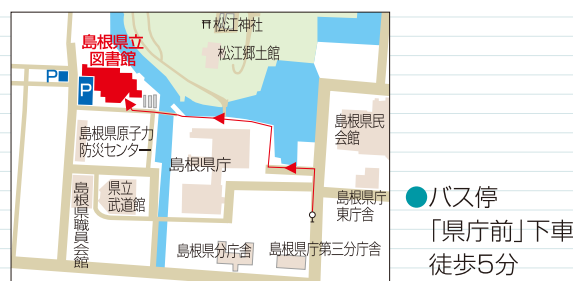 松江神社
松江郷土館
島根県立
図書館
P
P
島根県原子力
防災センター
島根県庁
島根県民
会館
県立
武道館
島根県職員会館
島根県庁
東庁舎
島根県分庁舎
島根県庁第三分庁舎
●バス停
「県庁前」下車
徒歩5分